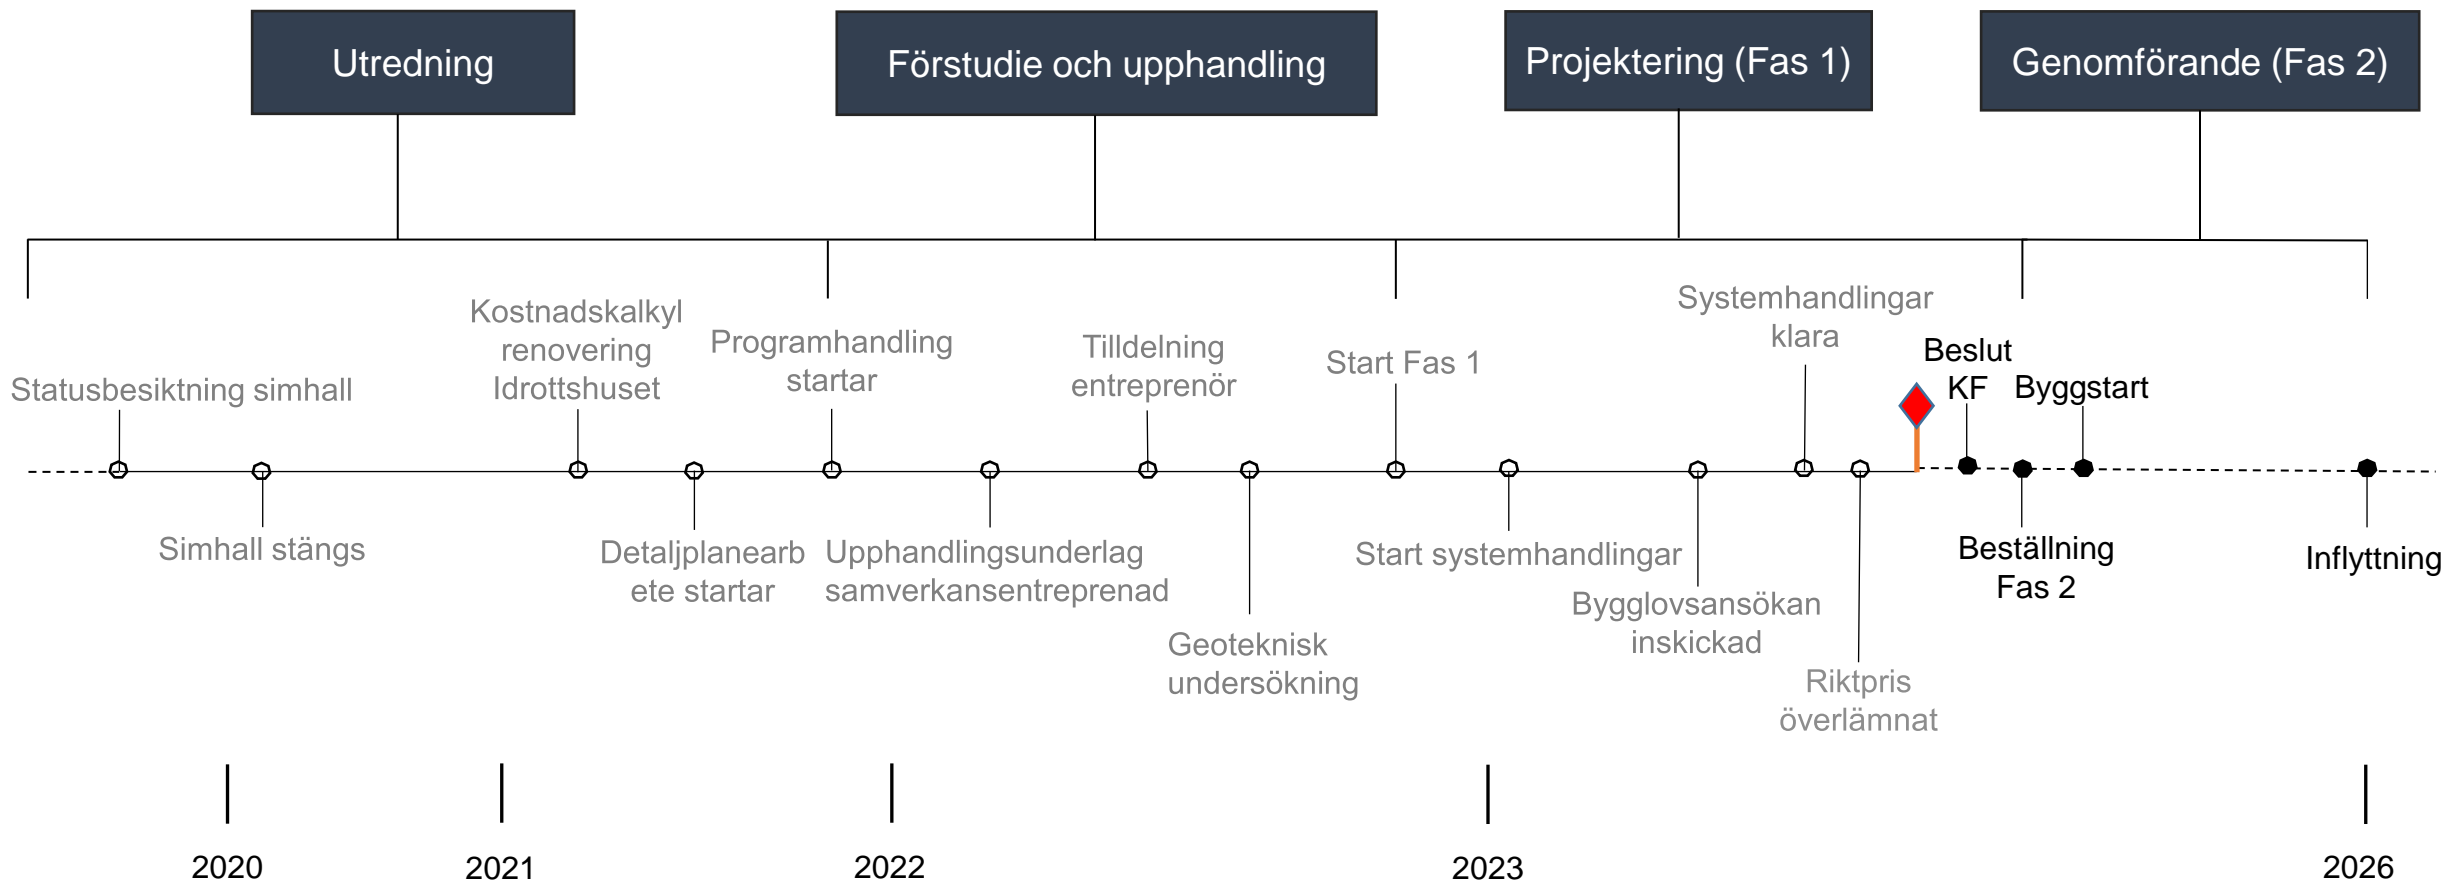 Utredning
Förstudie och upphandling
Projektering (Fas 1)
Genomförande (Fas 2)
Statusbesiktning simhall
Simhall stängs
Kostnadskalkyl
renovering
Idrottshuset
Detaljplanearb
ete startar
Programhandling
startar
Upphandlingsunderlag
samverkansentreprenad
Tilldelning
entreprenör
Geoteknisk
undersökning
Start Fas 1
Start systemhandlingar
Bygglovsansökan
inskickad
Systemhandlingar
klara
Riktpris
överlämnat
Beslut
KF
Beställning
Fas 2
Byggstart
Inflyttning
2020
2021
2022
2023
2026